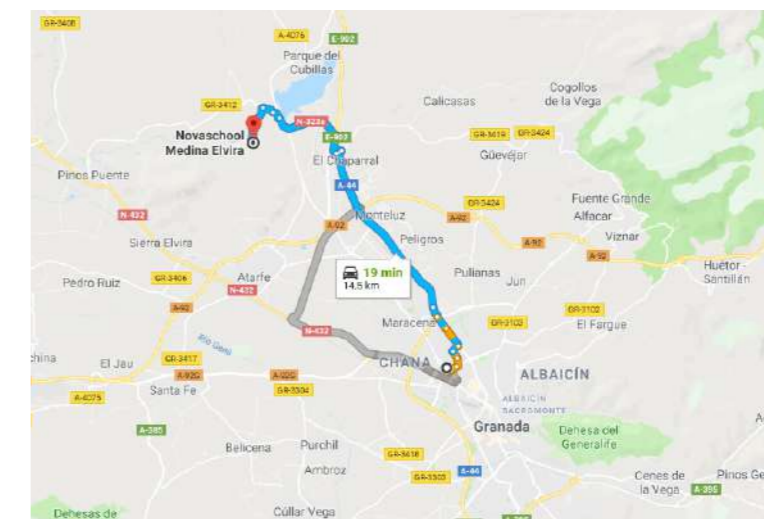 GR-3408
A-4076
E-902
Parque del
Cubillas
Cogollos
de la Vega
Calicasas
GR-3412
N-323a
Novaschool
Medina Elvira
E-902
GR-3419
GR-3424
El Chaparral
Güevéjar
Pinos Puente
A-44
Fuente Grande
GR-3424
N-432
Monteluz
A-92
Alfacar
A-92
Víznar
Sierra Elvira
Peligros
A-92
Huétor-
Santillán
19 min
14.5 km
Pulianas
Jun
Pedro Ruiz
GR-3406
Atarfe
N-432
A-92
GR-3102
Maracena
GR-3103
El Fargue
N-432
Río Genil
china
El Jau
GR-3417
CHANA
ALBAICÍN
A-92G
A-92G
Santa Fe
GR-3304
A-4075
ALBAICIN
SACROMONTE
A-385
Granada
Dehesa del
Generalife
A-
Belicena
Purchil
GR-3418
Ambroz
A-44
GR-3303
Cenes de
la Vega
Pinos Ge
A-395
Dehesas de
Cúllar Vega